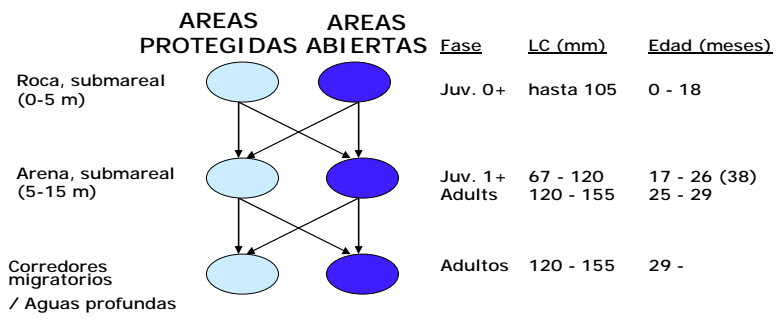 AREAS PROTEGIDAS
AREAS ABIERTAS
Fase LC (mm) Edad (meses)
Roca, submareal
(0-5 m)
Juv. 0+ hasta 105 0 - 18
Arena, submareal
(5-15 m)
Juv. 1+ 67 - 120 17 - 26 (38)
Adults 120 - 155 25 - 29
Corredores
migratorios
/ Aguas profundas
Adultos 120 - 155 29 -